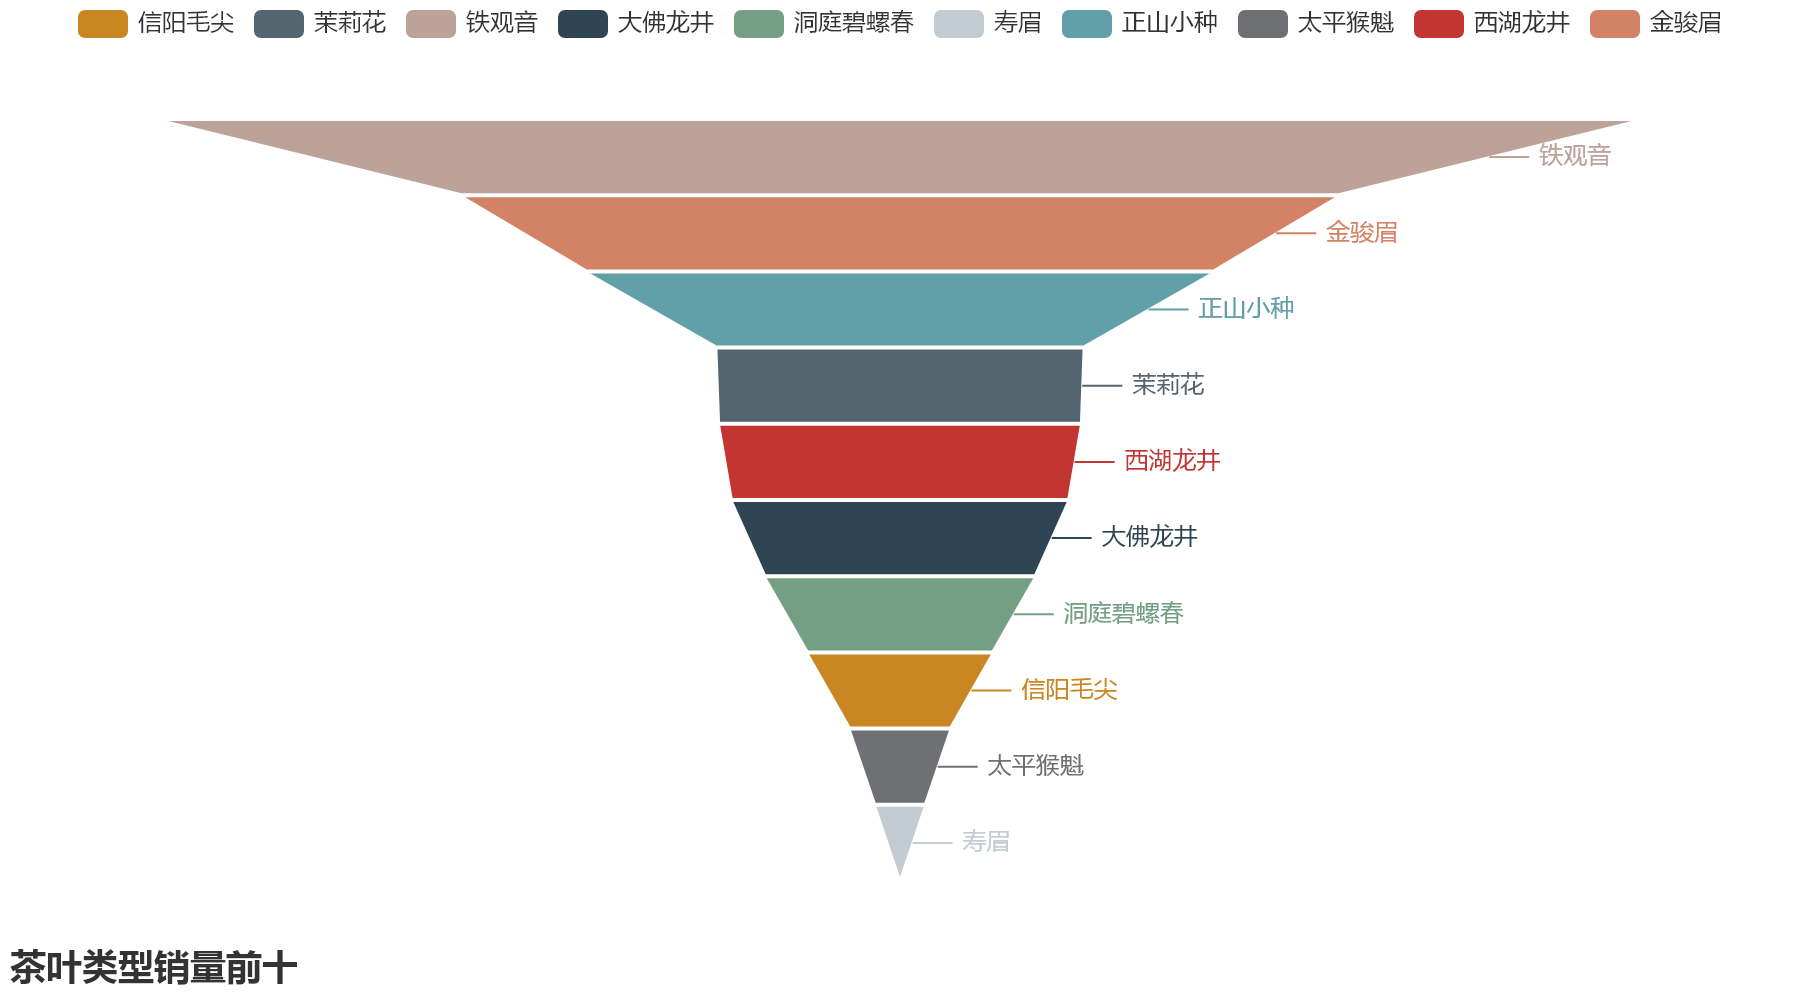 信阳毛尖 茉莉花 铁观音 大佛龙井 洞庭碧螺春 寿眉 正山小种 太平猴魁 西湖龙井 金骏眉
铁观音
金骏眉
正山小种
茉莉花
西湖龙井
大佛龙井
洞庭碧螺春
信阳毛尖
太平猴魁
寿眉
茶叶类型销量前十